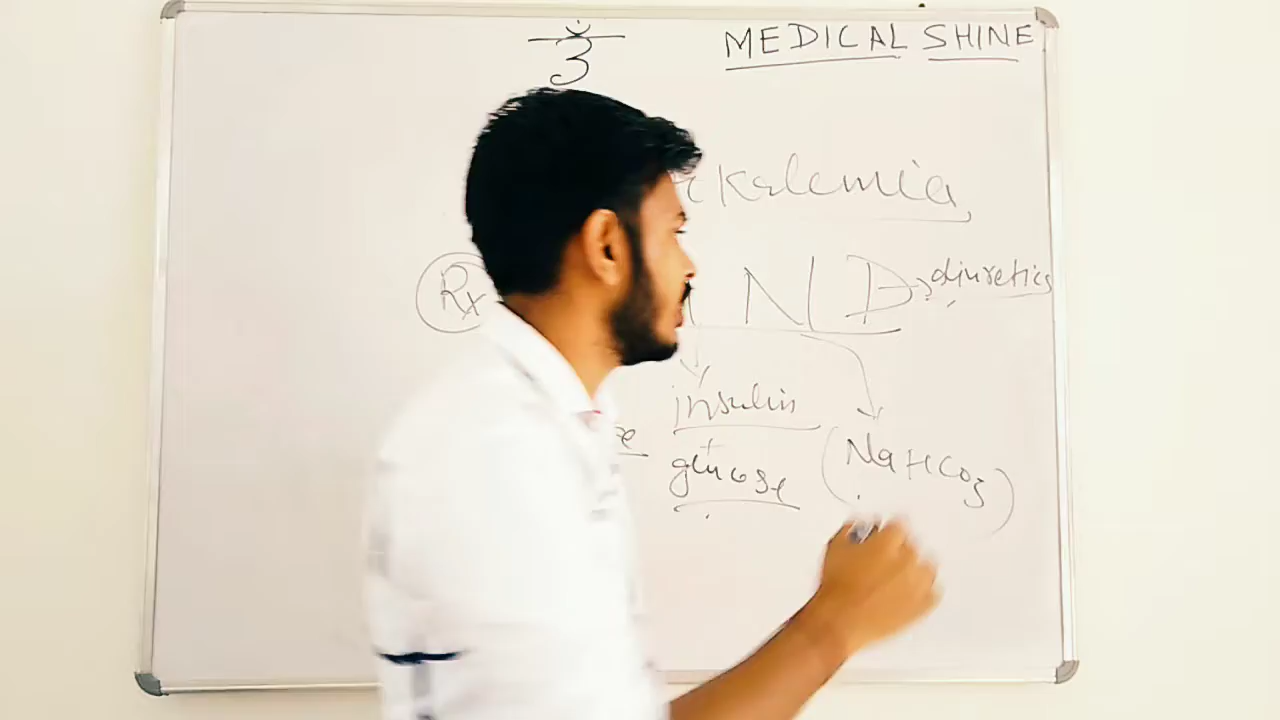 MEDICAL SHINE
kalemia
Rx N D → diuretics
insulin
+
glucose
(NaHCO3)